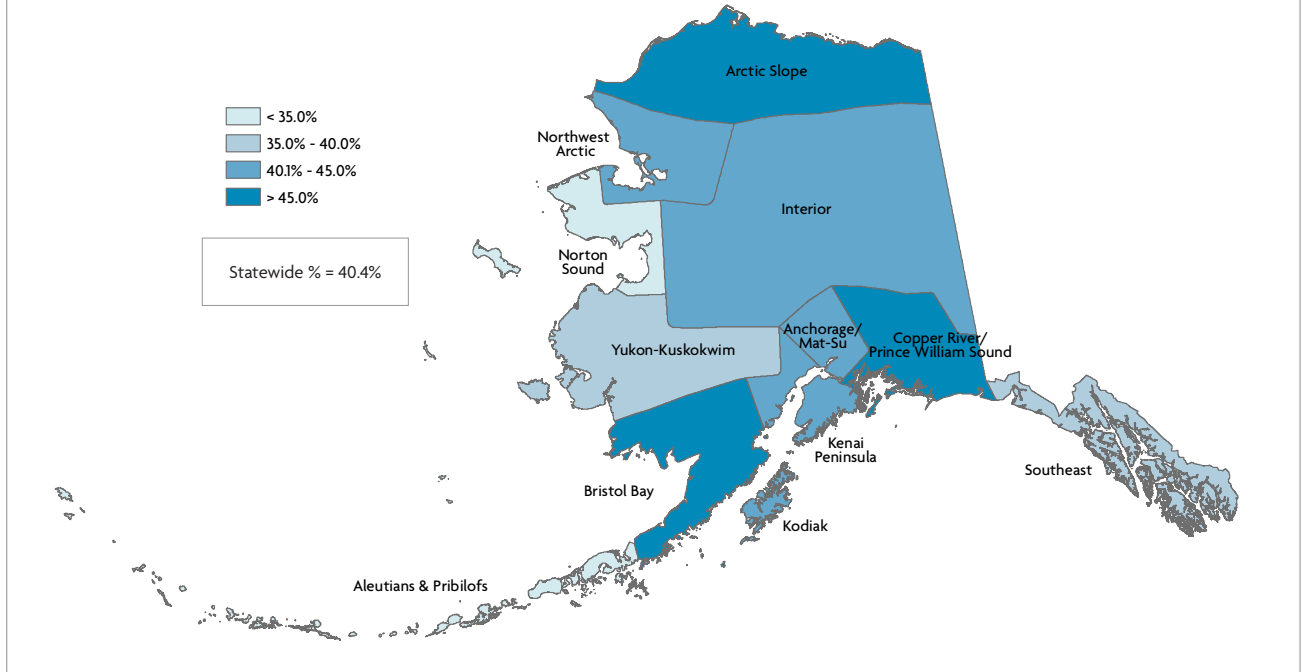 Arctic Slope
< 35.0%
35.0% - 40.0%
40.1% - 45.0%
> 45.0%
Northwest
Arctic
Interior
Statewide % = 40.4%
Norton
Sound
Anchorage/
Mat-Su
Copper River/
Prince William Sound
Yukon-Kuskokwim
Kenai
Peninsula
Southeast
Bristol Bay
Kodiak
Aleutians & Pribilofs